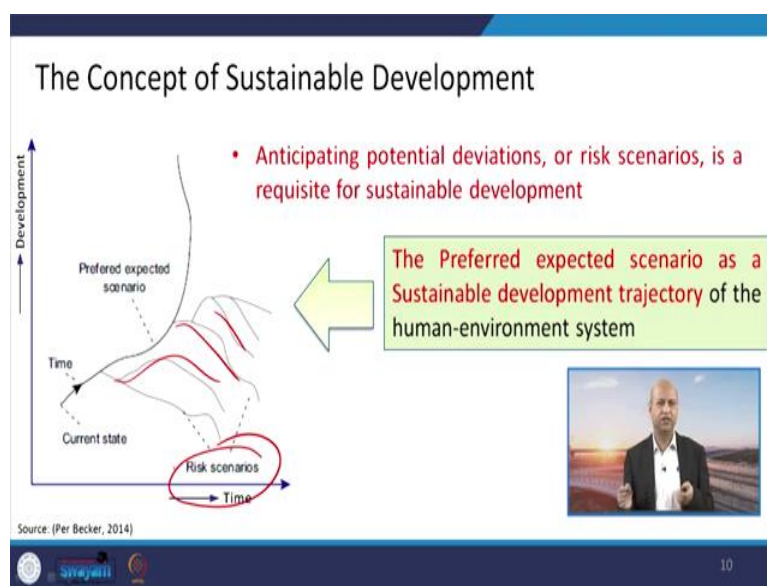 The Concept of Sustainable Development
• Anticipating potential deviations, or risk scenarios, is a
requisite for sustainable development
Development
Prefered expected
scenario
Time
Current state
Risk scenarios
Time
The Preferred expected scenario as a
Sustainable development trajectory of the
human-environment system
Source: (Per Becker, 2014)
swayam
10